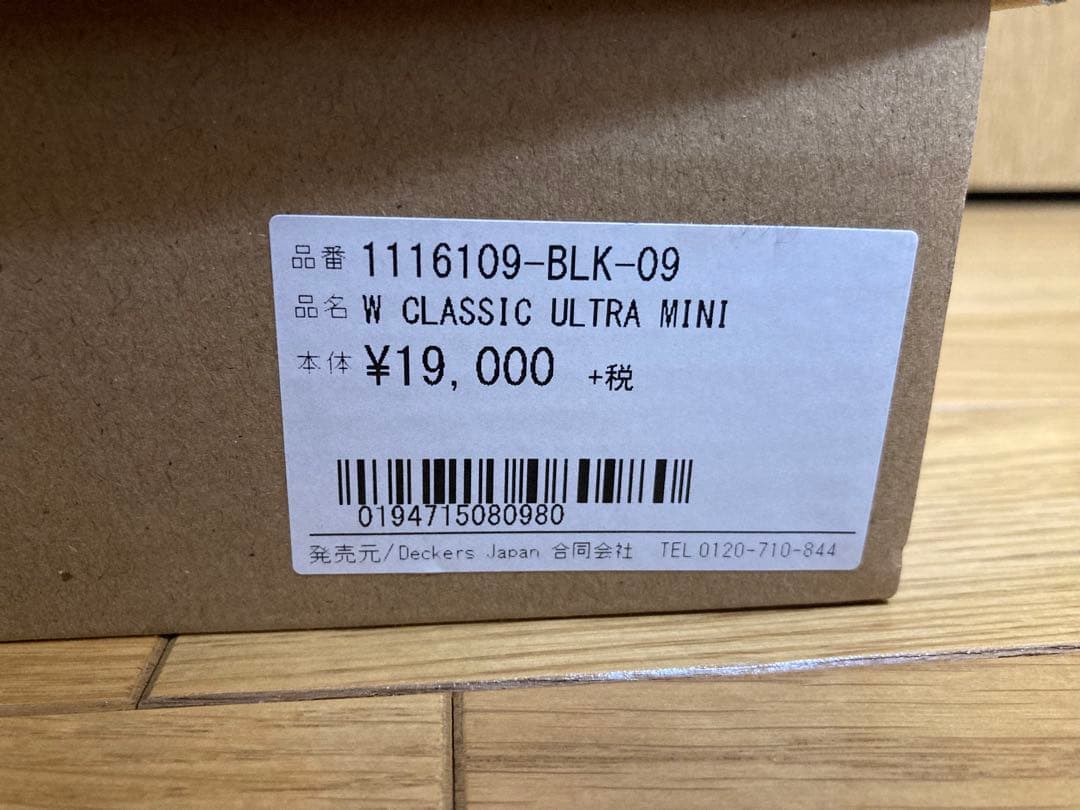 品番 1116109-BLK-09
品名 W CLASSIC ULTRA MINI
本体 ¥19,000 +税
0194715080980
発売元/Deckers Japan 合同会社 TEL 0120-710-844